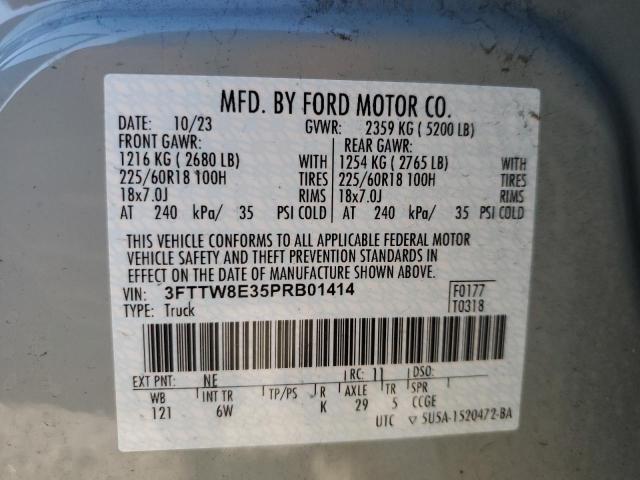 MFD. BY FORD MOTOR CO.
DATE: 10/23 GVWR: 2359 KG ( 5200 LB)
FRONT GAWR: REAR GAWR:
1216 KG ( 2680 LB) WITH 1254 KG ( 2765 LB) WITH
225/60R18 100H TIRES 225/60R18 100H TIRES
18x7.0J RIMS 18x7.0J RIMS
AT 240 kPa/ 35 PSI COLD AT 240 kPa/ 35 PSI COLD
THIS VEHICLE CONFORMS TO ALL APPLICABLE FEDERAL MOTOR
VEHICLE SAFETY AND THEFT PREVENTION STANDARDS IN
EFFECT ON THE DATE OF MANUFACTURE SHOWN ABOVE.
VIN: 3FTTW8E35PRB01414 F0177
TYPE: Truck T0318
EXT PNT: NE RC: 11 DSO:
WB INT TR TP/PS R AXLE TR SPR
121 6W K 29 5 CCGE
UTC ▽ 5U5A-1520472-BA